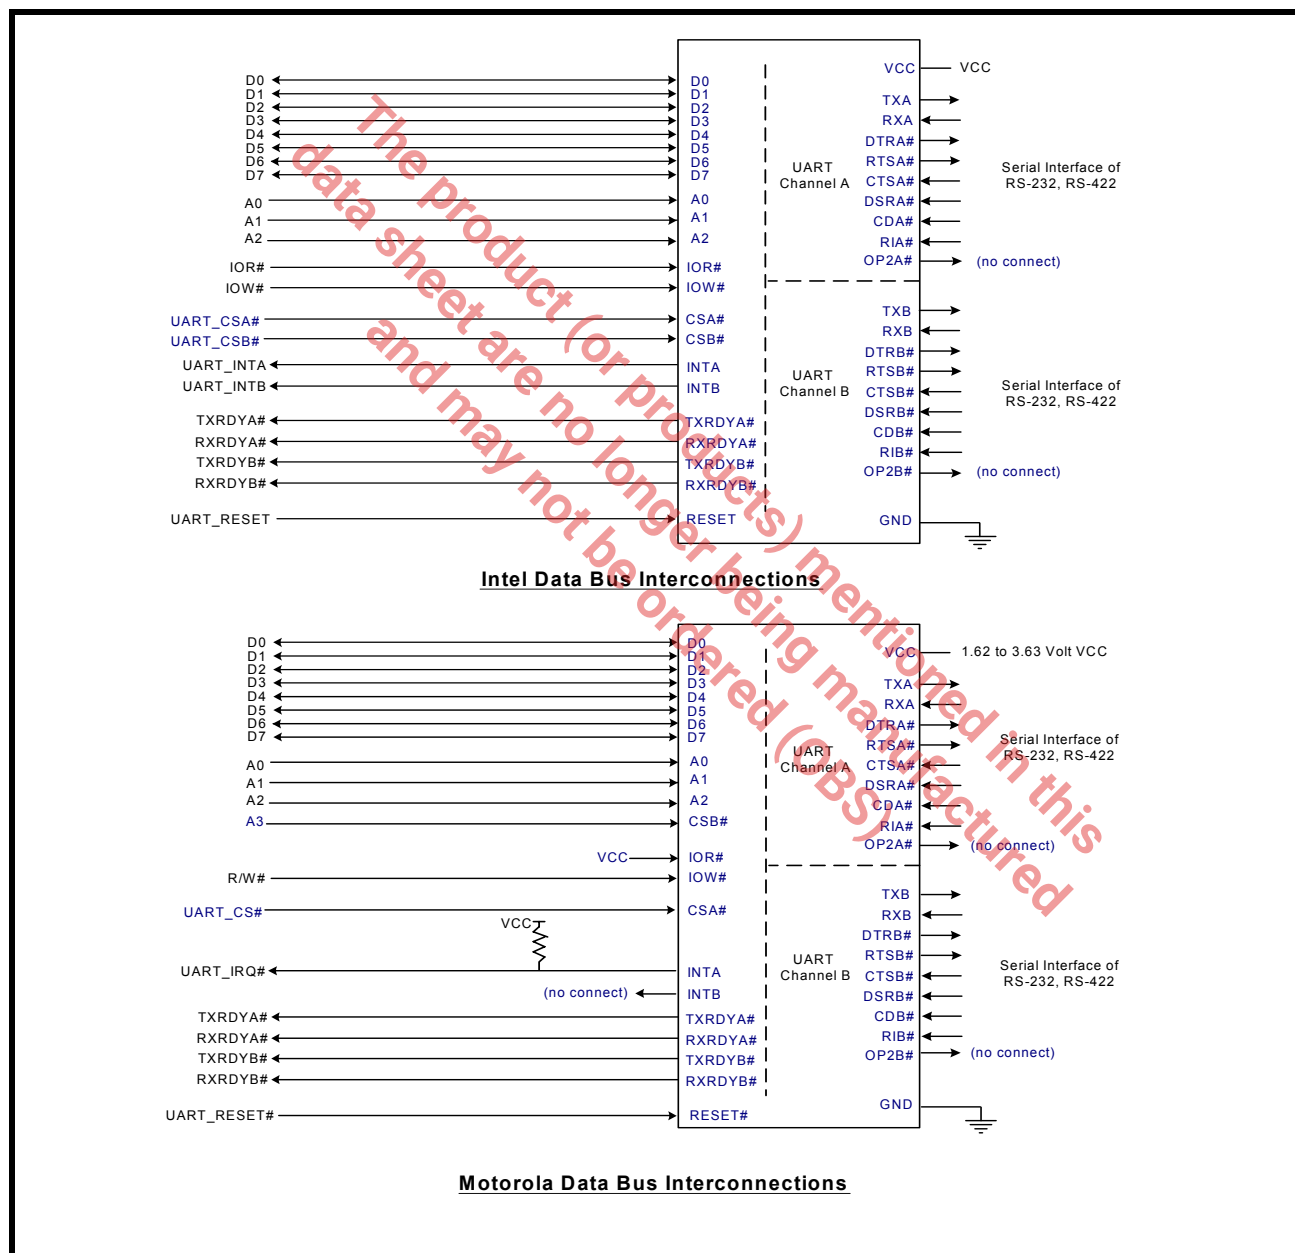 D0 D0 VCC VCC
D1 D1
D2 D2 TXA
D3 D3 RXA
D4 D4 DTRA#
D5 D5
D6 D6 RTSA#
D7 D7 CTSA#
UART
Channel A
Serial Interface of
RS-232, RS-422
A0 A0 DSRA#
A1 A1 CDA#
A2 A2 RIA#
OP2A# (no connect)
IOR# IOR#
IOW# IOW#
UART_CSA# CSA# TXB
UART_CSB# CSB# RXB
DTRB#
UART_INTA INTA RTSB#
UART_INTB INTB CTSB#
UART
Channel B
Serial Interface of
RS-232, RS-422
DSRB#
TXRDYA# TXRDYA# CDB#
RXRDYA# RXRDYA# RIB#
TXRDYB# TXRDYB# OP2B# (no connect)
RXRDYB# RXRDYB#
UART_RESET RESET GND
Intel Data Bus Interconnections
D0 D0 VCC 1.62 to 3.63 Volt VCC
D1 D1
D2 D2 TXA
D3 D3 RXA
D4 D4 DTRA#
D5 D5
D6 D6 RTSA#
D7 D7 CTSA#
UART
Channel A
Serial Interface of
RS-232, RS-422
A0 A0 DSRA#
A1 A1 CDA#
A2 A2 RIA#
A3 CSB# OP2A# (no connect)
VCC IOR#
R/W# IOW# TXB
UART_CS# CSA# RXB
VCC DTRB#
RTSB#
UART_IRQ# INTA CTSB#
(no connect) INTB DSRB#
UART
Channel B
Serial Interface of
RS-232, RS-422
TXRDYA# TXRDYA# CDB#
RXRDYA# RXRDYA# RIB#
TXRDYB# TXRDYB# OP2B# (no connect)
RXRDYB# RXRDYB#
UART_RESET# RESET# GND
Motorola Data Bus Interconnections
The product (or products) mentioned in this
data sheet are no longer being manufactured
and may not be ordered (OBS)